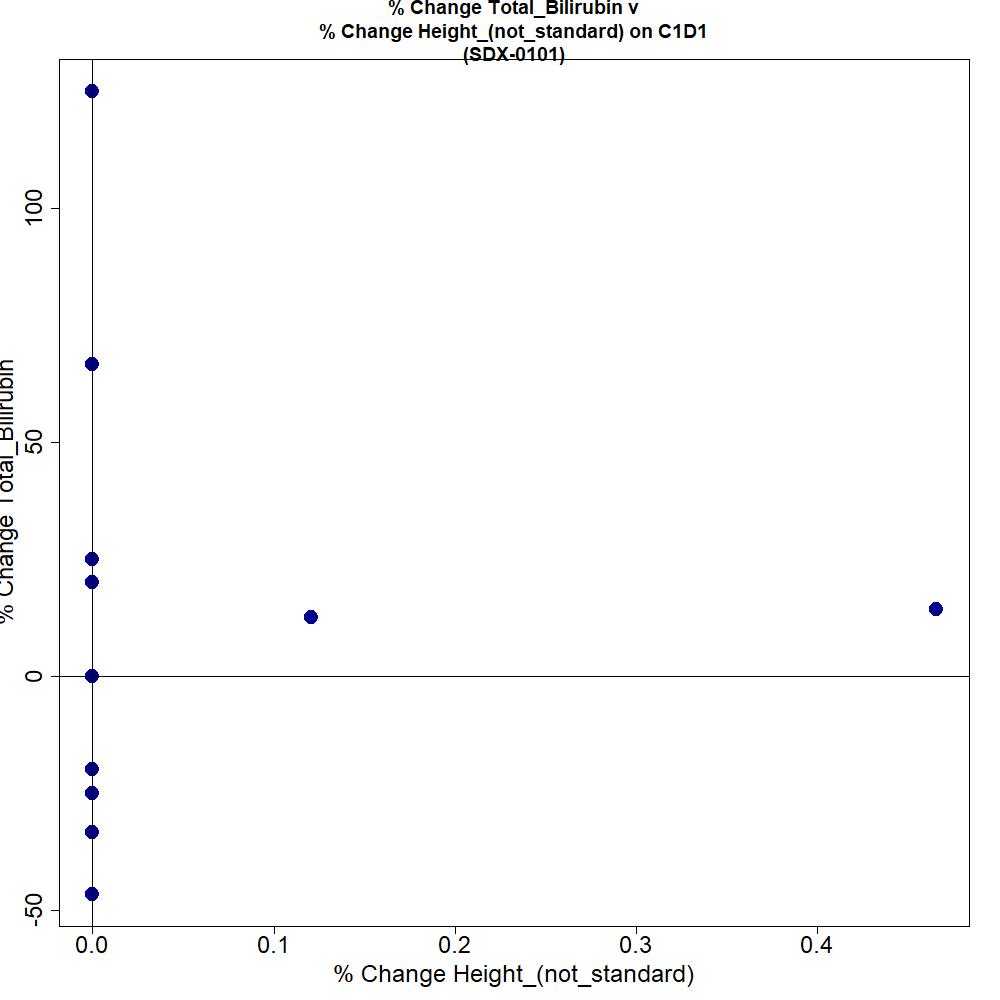 % Change Total_Bilirubin v
% Change Height_(not_standard) on C1D1
(SDX-0101)
% Change Total_Bilirubin
100
50
0
-50
0.0 0.1 0.2 0.3 0.4
% Change Height_(not_standard)